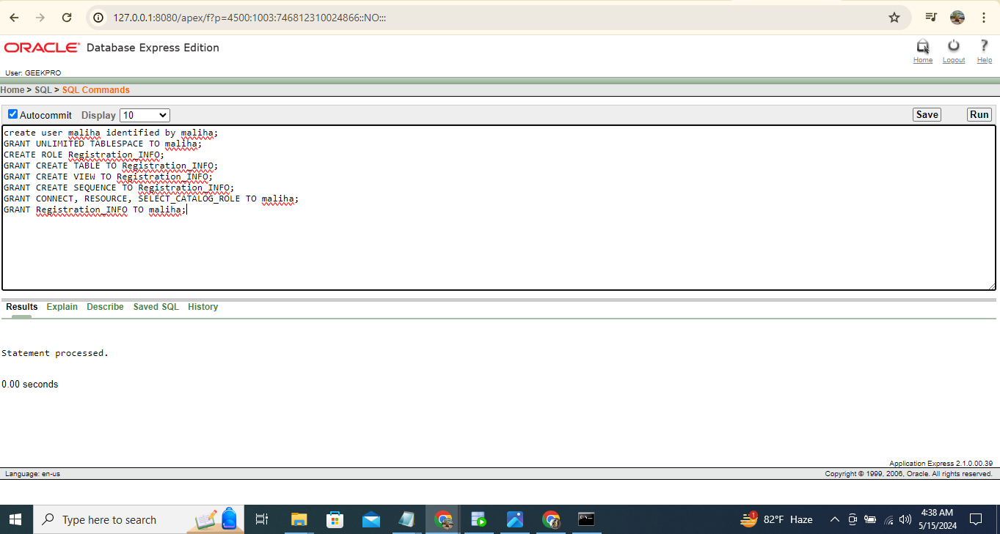 127.0.0.1:8080/apex/f?p=4500:1003:746812310024866::NO:::
ORACLE Database Express Edition
Home Logout Help
User: GEEKPRO
Home > SQL > SQL Commands
Autocommit Display 10 Save Run
create user maliha identified by maliha;
GRANT UNLIMITED TABLESPACE TO maliha;
CREATE ROLE Registration_INFO;
GRANT CREATE TABLE TO Registration_INFO;
GRANT CREATE VIEW TO Registration_INFO;
GRANT CREATE SEQUENCE TO Registration_INFO;
GRANT CONNECT, RESOURCE, SELECT_CATALOG_ROLE TO maliha;
GRANT Registration_INFO TO maliha;
Results Explain Describe Saved SQL History
Statement processed.
0.00 seconds
Application Express 2.1.0.00.39
Language: en-us Copyright © 1999, 2006, Oracle. All rights reserved.
Type here to search 1 82°F Haze 4:38 AM
5/15/2024